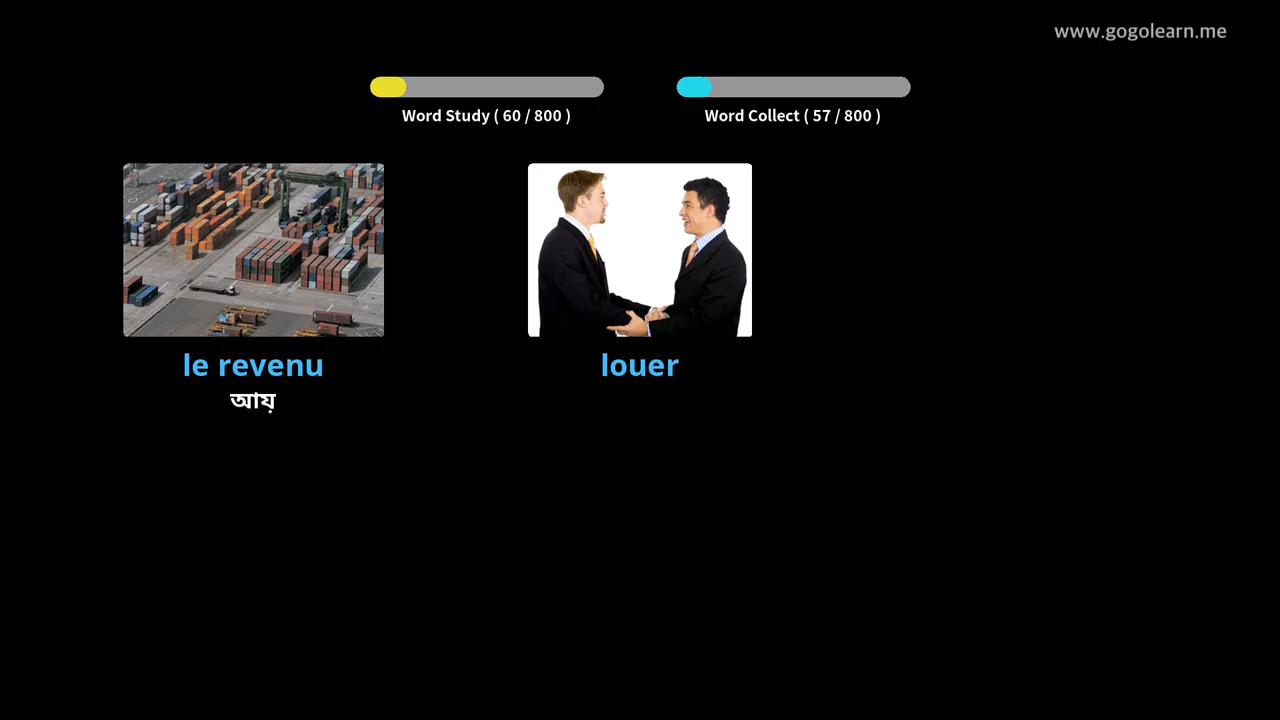 www.gogolearn.me
Word Study ( 60 / 800 )
Word Collect ( 57 / 800 )
le revenu
আয়
louer